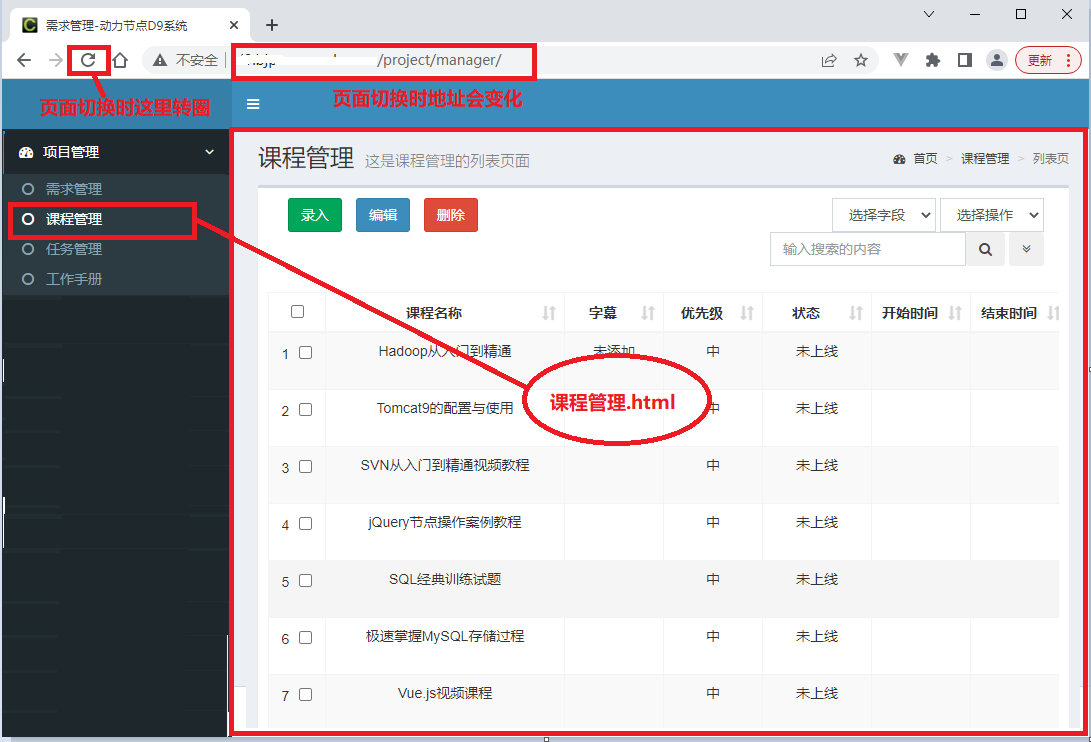 需求管理-动力节点D9系统
不安全
/project/manager/
更新
页面切换时这里转圈
页面切换时地址会变化
项目管理
需求管理
课程管理
任务管理
工作手册
课程管理 这是课程管理的列表页面
首页 > 课程管理 > 列表页
录入 编辑 删除
选择字段 选择操作
输入搜索的内容
课程名称 字幕 优先级 状态 开始时间 结束时间
1 Hadoop从入门到精通 未添加 中 未上线
2 Tomcat9的配置与使用 中 未上线
课程管理.html
3 SVN从入门到精通视频教程 中 未上线
4 jQuery节点操作案例教程 中 未上线
5 SQL经典训练试题 中 未上线
6 极速掌握MySQL存储过程 中 未上线
7 Vue.js视频课程 中 未上线